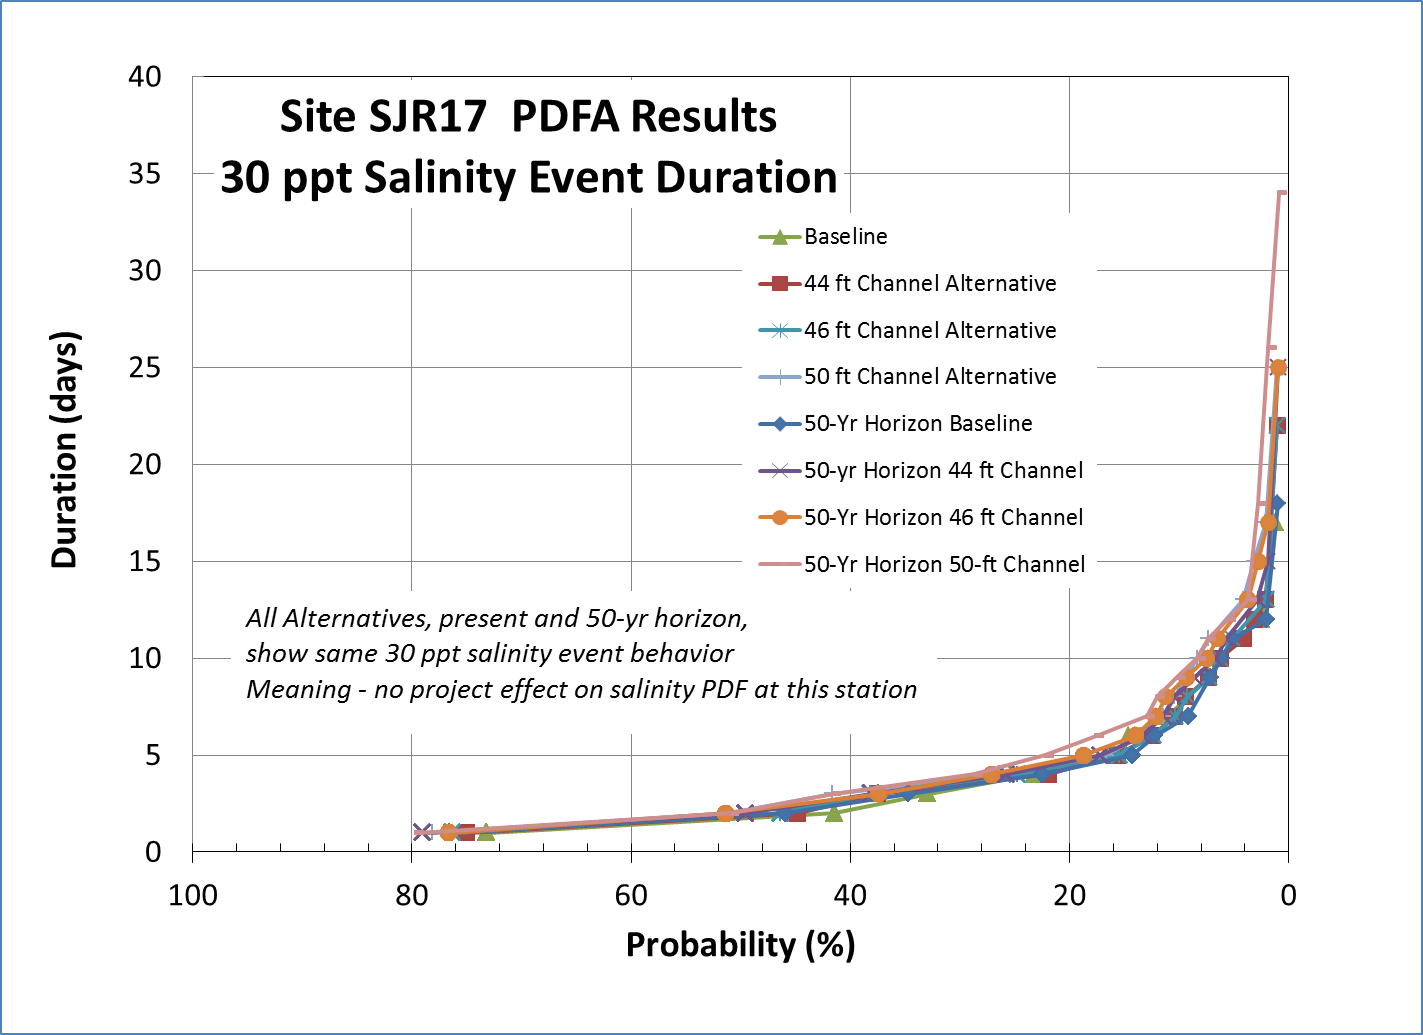 Site SJR17 PDFA Results
30 ppt Salinity Event Duration
40
35
30
25
20
15
10
5
0
Duration (days)
Baseline
44 ft Channel Alternative
46 ft Channel Alternative
50 ft Channel Alternative
50-Yr Horizon Baseline
50-yr Horizon 44 ft Channel
50-Yr Horizon 46 ft Channel
50-Yr Horizon 50-ft Channel
All Alternatives, present and 50-yr horizon,
show same 30 ppt salinity event behavior
Meaning - no project effect on salinity PDF at this station
100 80 60 40 20 0
Probability (%)